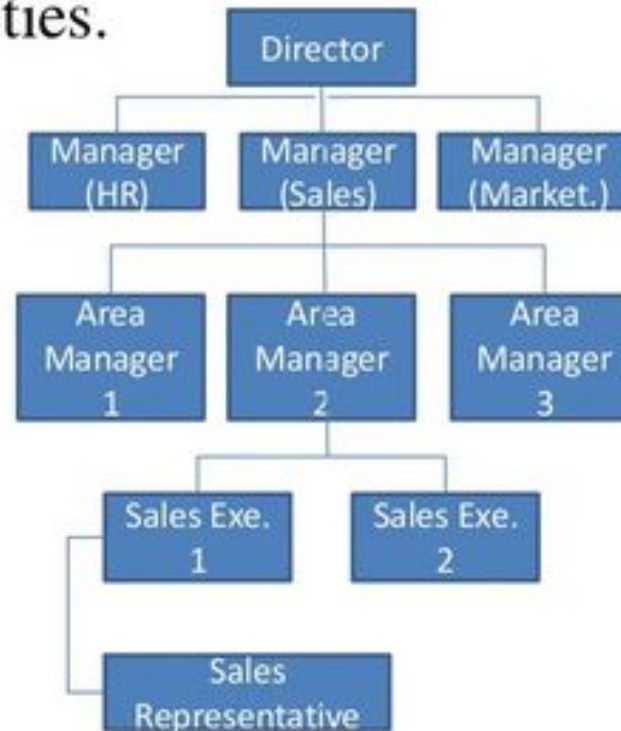 ties.
Director
Manager
(HR)
Manager
(Sales)
Manager
(Market.)
Area
Manager
1
Area
Manager
2
Area
Manager
3
Sales Exe.
1
Sales Exe.
2
Sales
Representative